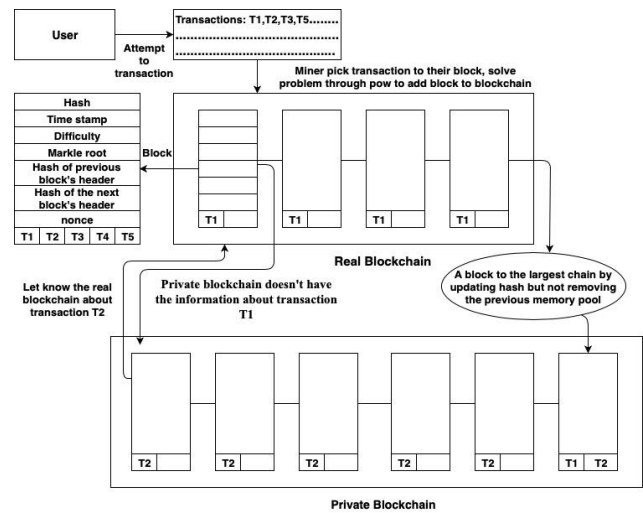 User
Attempt
to
transaction
Transactions: T1,T2,T3,T5........
Miner pick transaction to their block, solve
problem through pow to add block to blockchain
Hash
Time stamp
Difficulty
Markle root
Hash of previous
block's header
Hash of the next
block's header
nonce
T1 T2 T3 T4 T5
Block
T1 T1 T1 T1
Real Blockchain
Let know the real
blockchain about
transaction T2
Private blockchain doesn't have
the information about transaction
T1
A block to the largest chain by
updating hash but not removing
the previous memory pool
T2 T2 T2 T2 T2 T1 T2
Private Blockchain